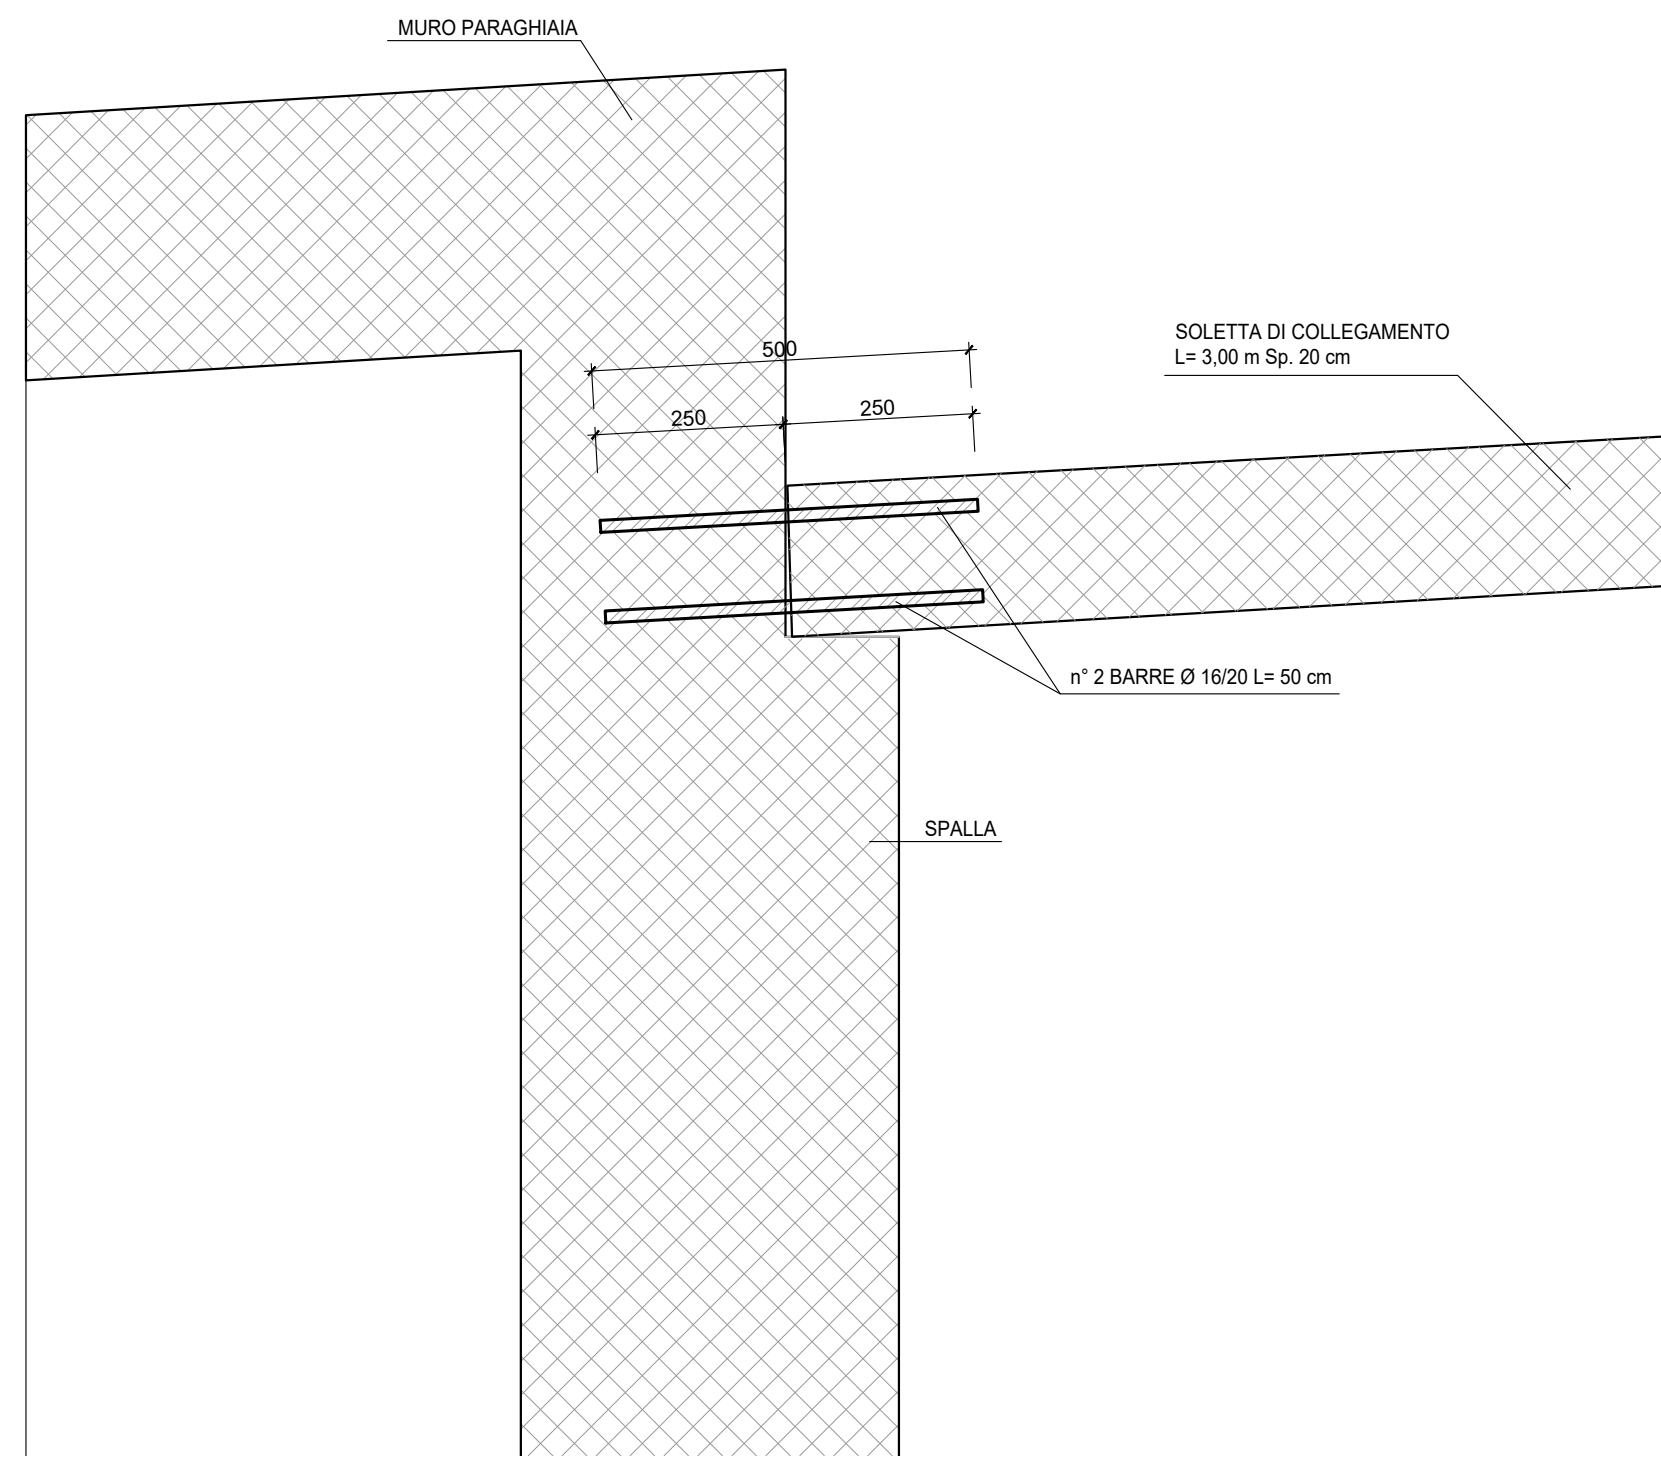 MURO PARAGHIAIA
SOLETTA DI COLLEGAMENTO
L= 3,00 m Sp. 20 cm
500
250
250
n° 2 BARRE Ø 16/20 L= 50 cm
SPALLA